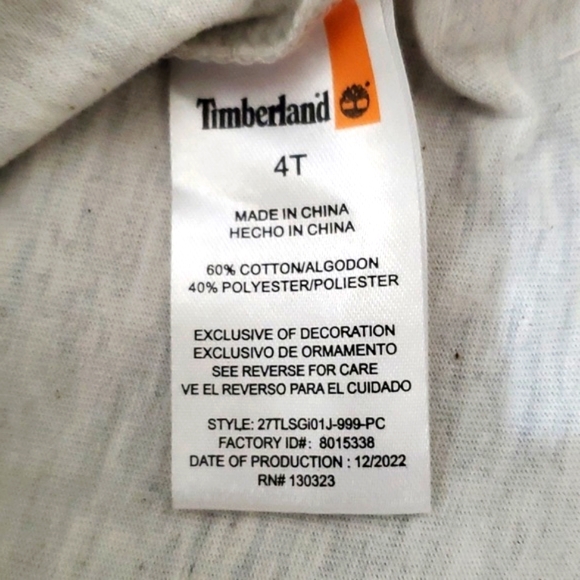 Timberland
4T
MADE IN CHINA
HECHO IN CHINA
60% COTTON/ALGODON
40% POLYESTER/POLIESTER
EXCLUSIVE OF DECORATION
EXCLUSIVO DE ORMAMENTO
SEE REVERSE FOR CARE
VE EL REVERSO PARA EL CUIDADO
STYLE: 27TLSGi01J-999-PC
FACTORY ID#: 8015338
DATE OF PRODUCTION : 12/2022
RN# 130323